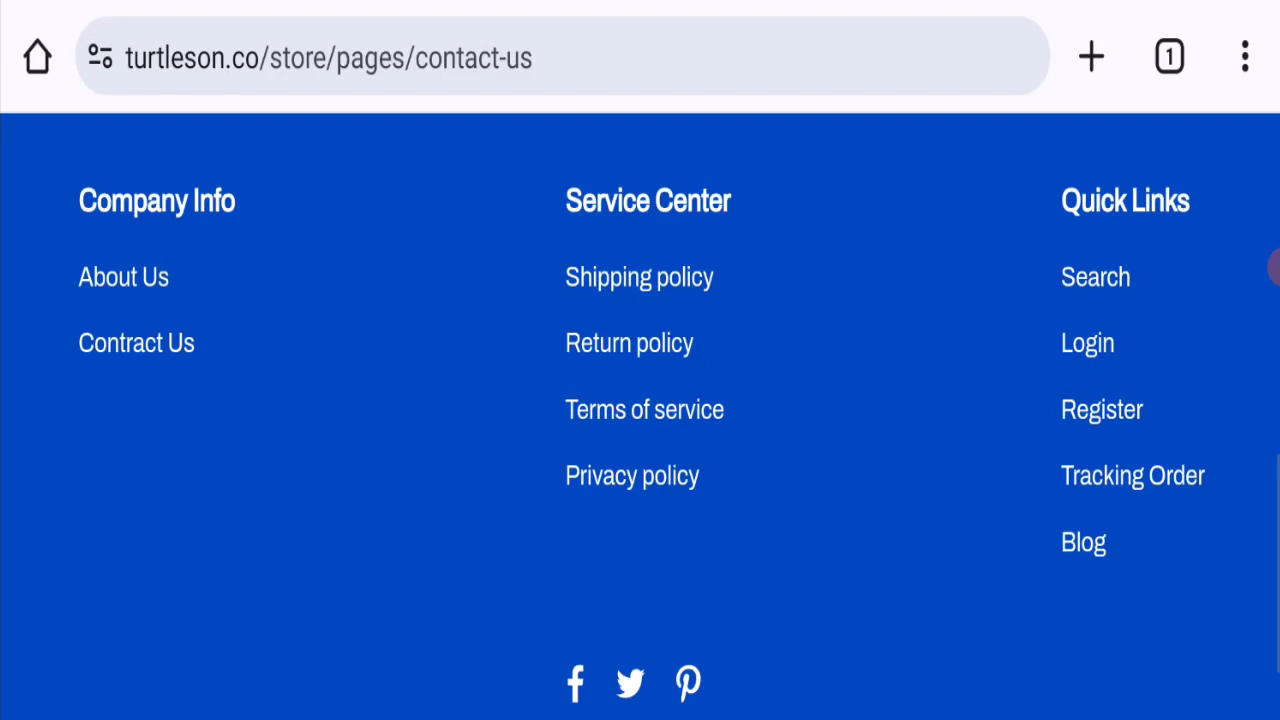 turtleson.co/store/pages/contact-us
1
Company Info
About Us
Contract Us
Service Center
Shipping policy
Return policy
Terms of service
Privacy policy
Quick Links
Search
Login
Register
Tracking Order
Blog